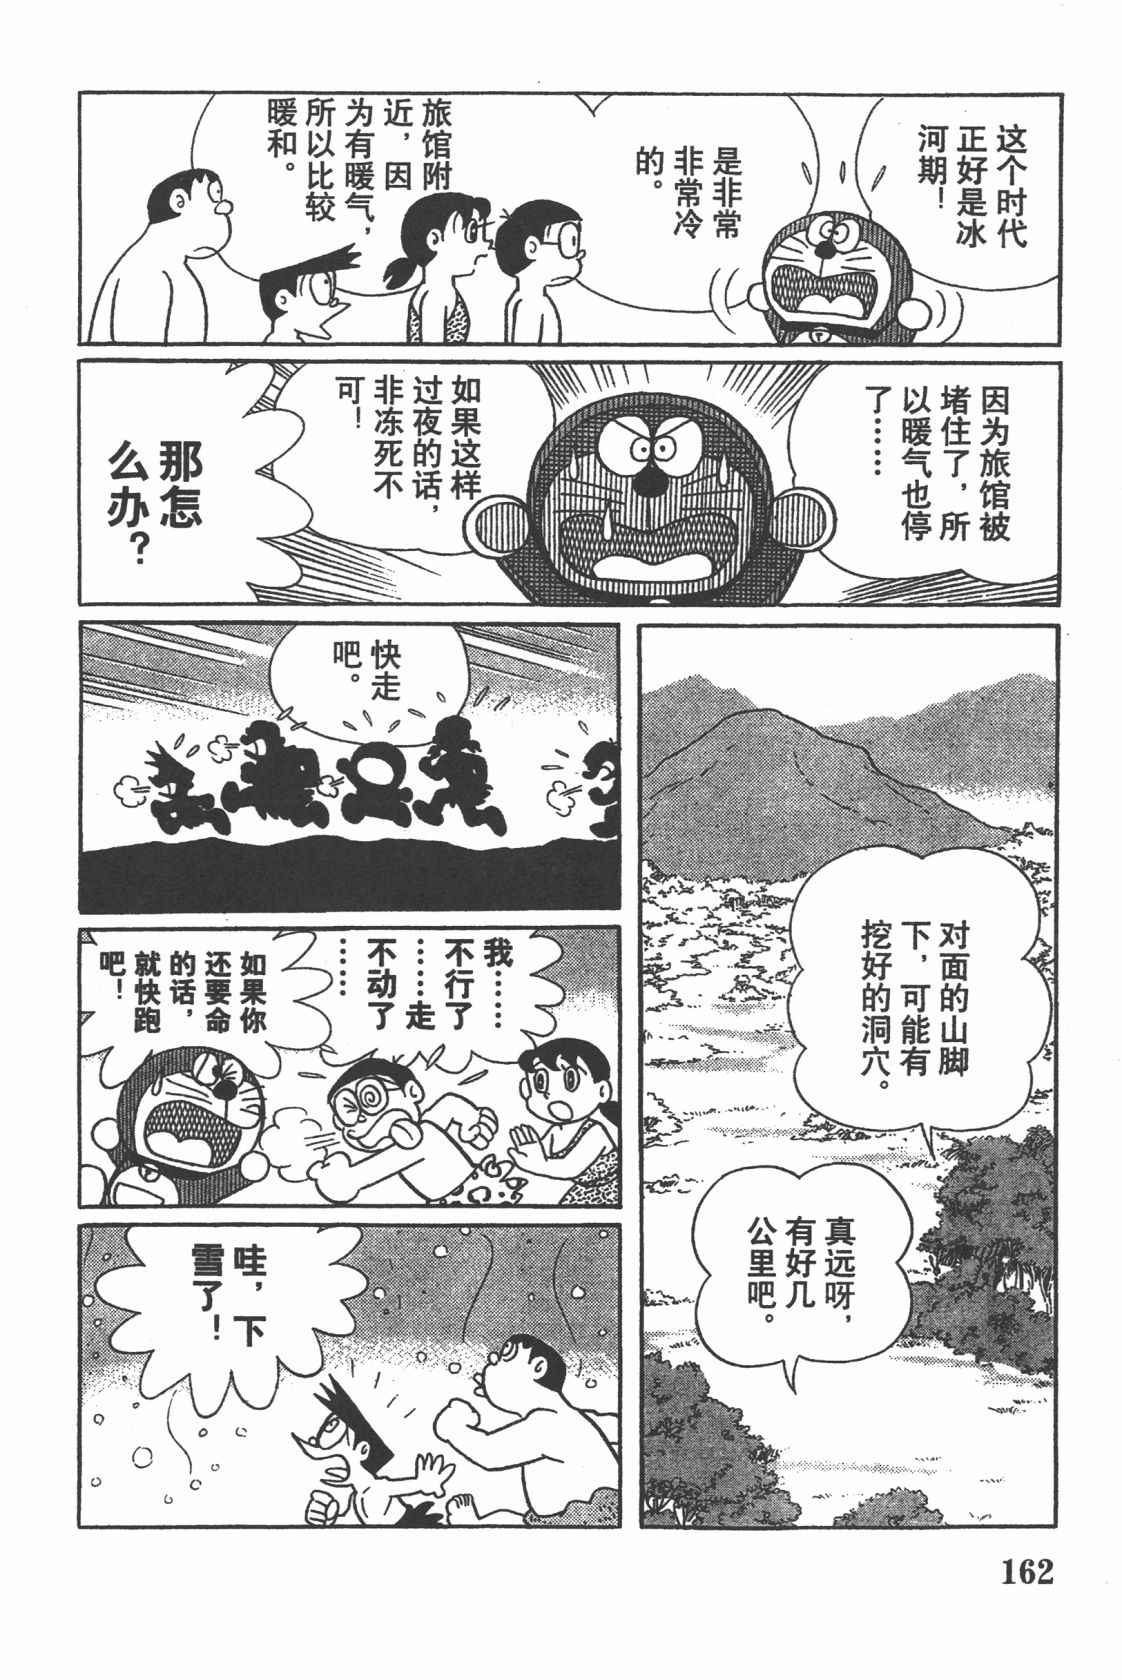 这个时代
正好是冰
河期！
是非常
非常冷
的。
旅馆附
近，因
为有暖气，
所以比较
暖和。
因为旅馆被
堵住了，所
以暖气也停
了……
如果这样
过夜的话，
非冻死不
可！
那怎
么办？
对面的山脚
下，可能有
挖好的洞穴。
真远呀，
有好几
公里吧。
快走
吧。
我……
不行了
……走
不动了
……
如果你
还要命
的话，
就快跑
吧！
哇，下
雪了！
162